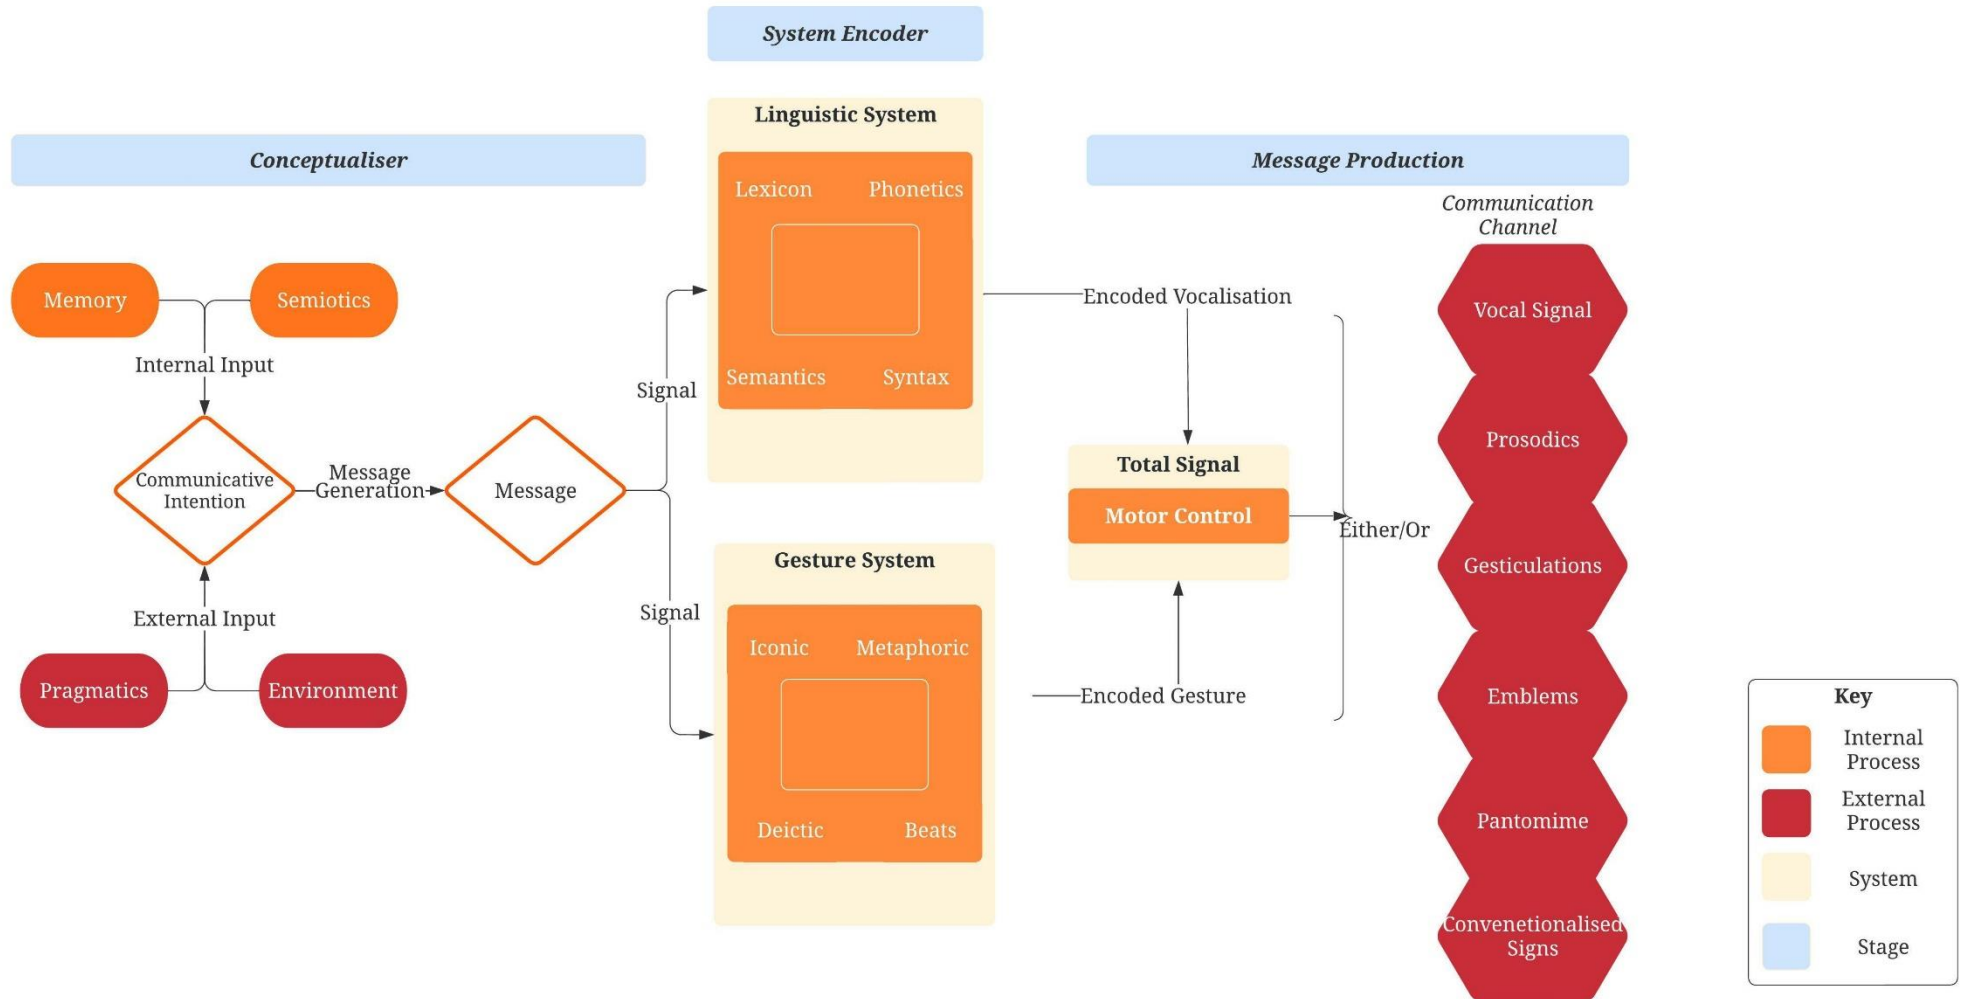 System Encoder
Conceptualiser
Linguistic System
Lexicon Phonetics
Semantics Syntax
Message Production
Communication
Channel
Memory
Semiotics
Internal Input
Communicative
Intention
Message
Generation
Message
External Input
Pragmatics
Environment
Signal
Signal
Gesture System
Iconic Metaphoric
Deictic Beats
Encoded Vocalisation
Total Signal
Motor Control
Encoded Gesture
Either/Or
Vocal Signal
Prosodics
Gesticulations
Emblems
Pantomime
Convenetionalised
Signs
Key
Internal
Process
External
Process
System
Stage